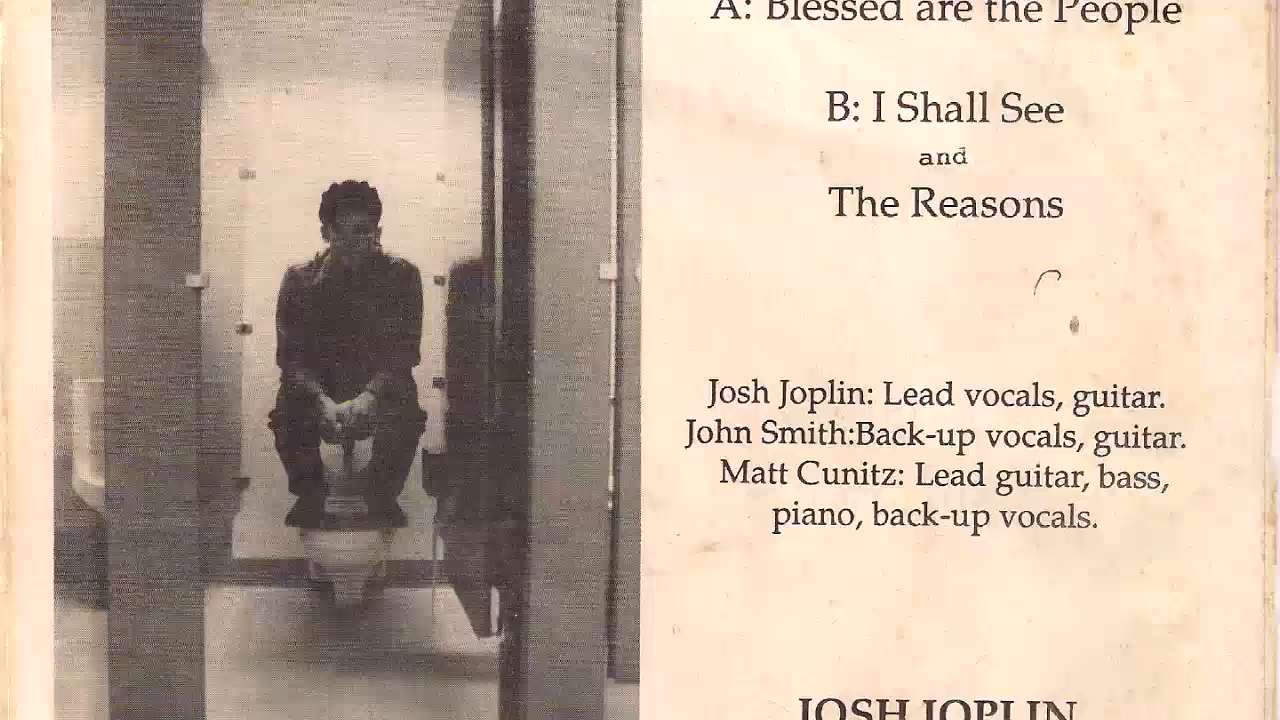 A: Blessed are the People
B: I Shall See
and
The Reasons
Josh Joplin: Lead vocals, guitar.
John Smith:Back-up vocals, guitar.
Matt Cunitz: Lead guitar, bass,
piano, back-up vocals.
JOSH JOPLIN